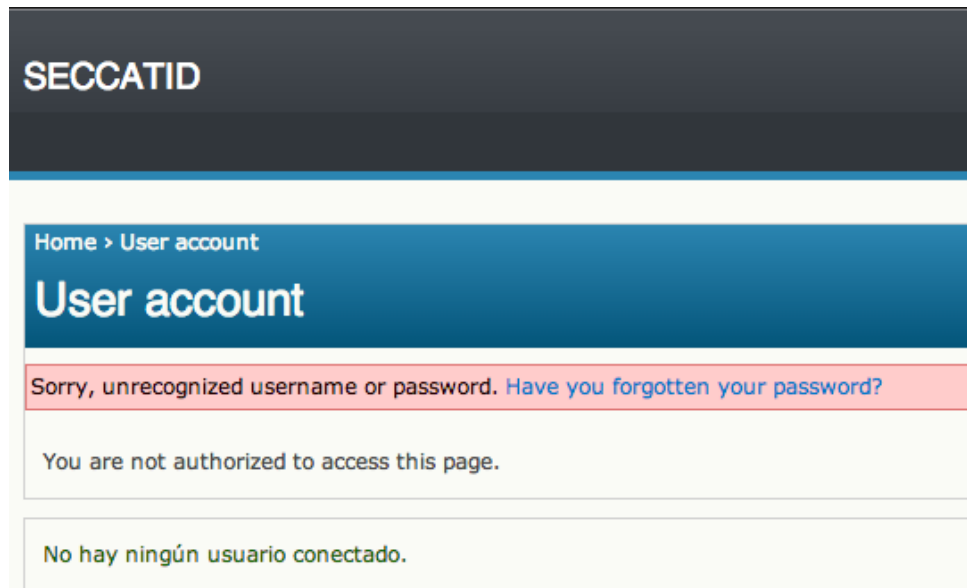 SECCATID
Home › User account
User account
Sorry, unrecognized username or password. Have you forgotten your password?
You are not authorized to access this page.
No hay ningún usuario conectado.